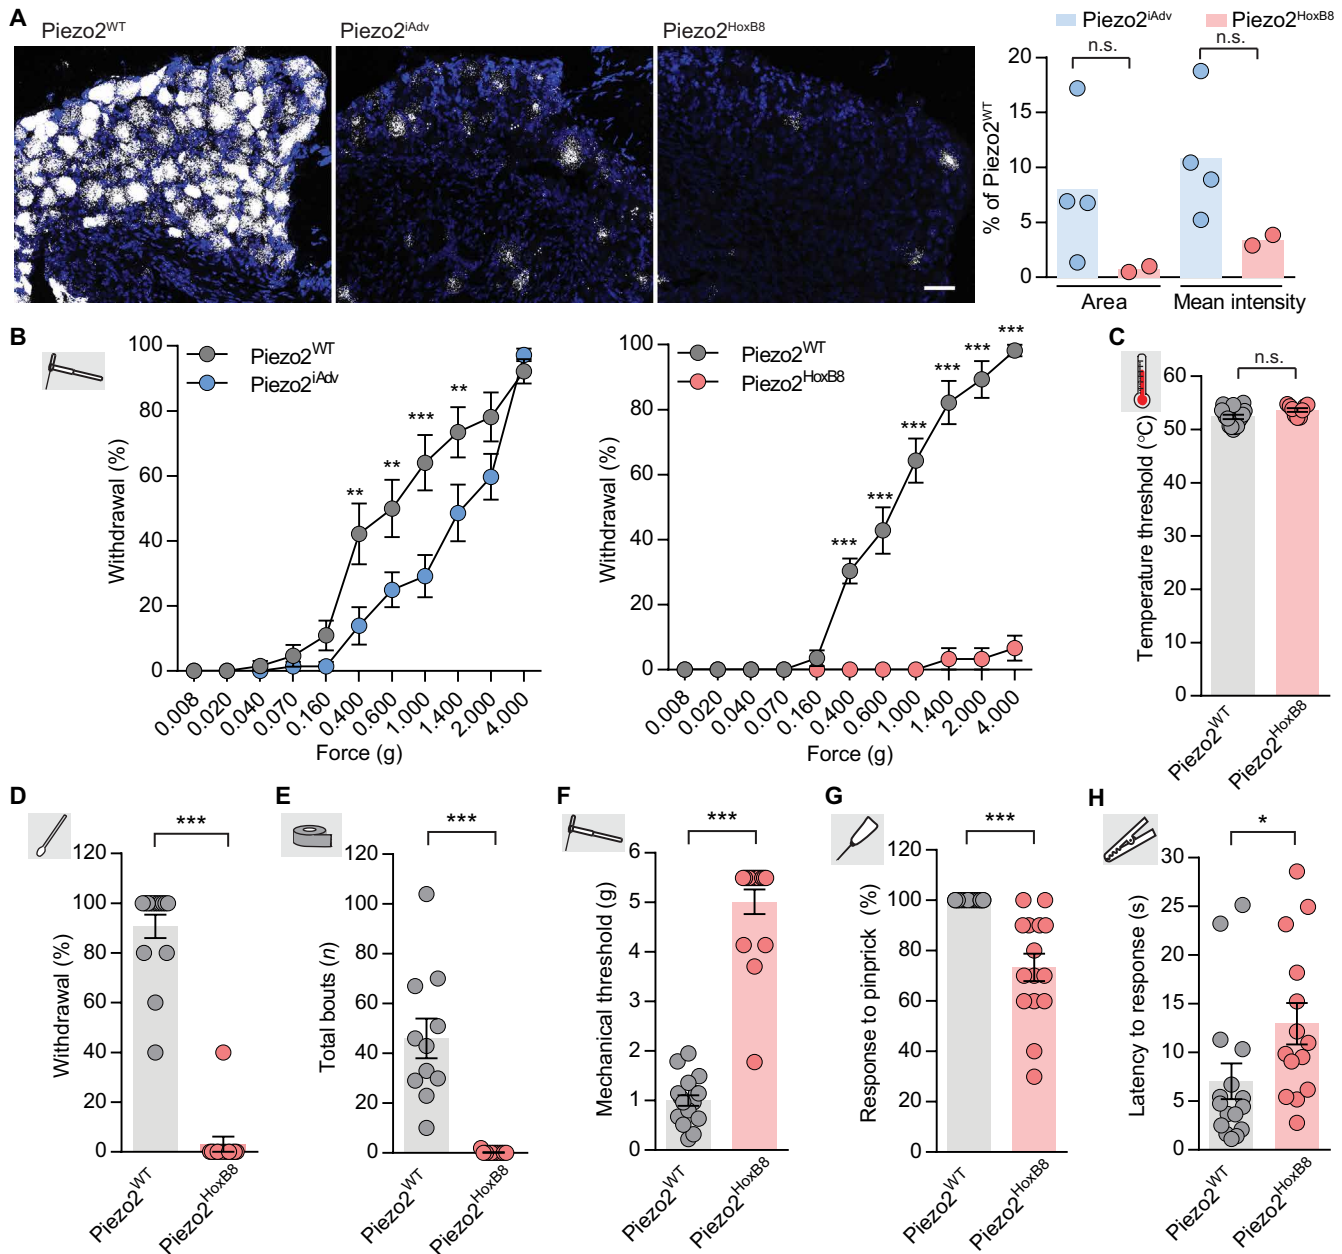 A
Piezo2WT
Piezo2iAdv
Piezo2HoxB8
Piezo2iAdv
Piezo2HoxB8
% of Piezo2WT
20
15
10
5
0
n.s.
n.s.
Area
Mean intensity
B
Withdrawal (%)
100
80
60
40
20
0
Piezo2WT
Piezo2iAdv
**
**
***
**
0.008
0.020
0.040
0.070
0.160
0.400
0.600
1.000
1.400
2.000
4.000
Force (g)
Withdrawal (%)
100
80
60
40
20
0
Piezo2WT
Piezo2HoxB8
***
***
***
***
***
***
0.008
0.020
0.040
0.070
0.160
0.400
0.600
1.000
1.400
2.000
4.000
Force (g)
C
Temperature threshold (°C)
60
50
40
30
20
10
0
n.s.
Piezo2WT
Piezo2HoxB8
D
Withdrawal (%)
120
100
80
60
40
20
0
***
Piezo2WT
Piezo2HoxB8
E
Total bouts (n)
120
100
80
60
40
20
0
***
Piezo2WT
Piezo2HoxB8
F
Mechanical threshold (g)
6
5
4
3
2
1
0
***
Piezo2WT
Piezo2HoxB8
G
Response to pinprick (%)
120
100
80
60
40
20
0
***
Piezo2WT
Piezo2HoxB8
H
Latency to response (s)
30
25
20
15
10
5
0
*
Piezo2WT
Piezo2HoxB8